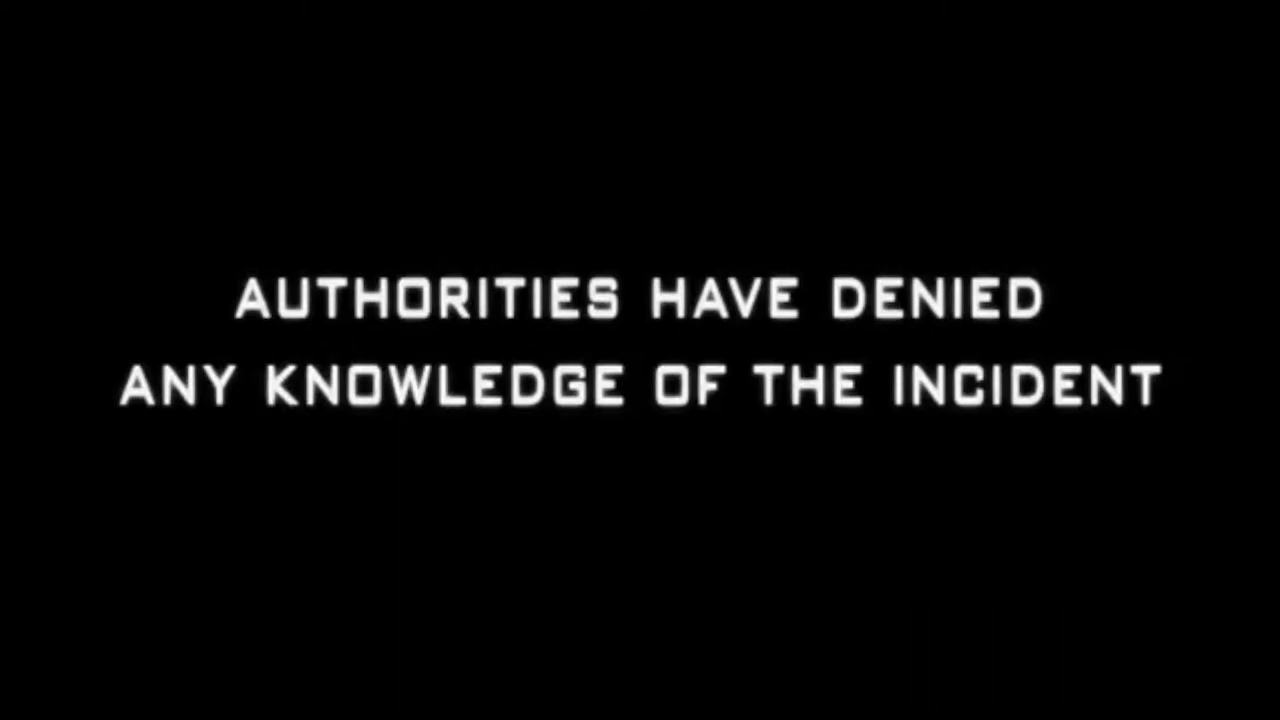 AUTHORITIES HAVE DENIED
ANY KNOWLEDGE OF THE INCIDENT